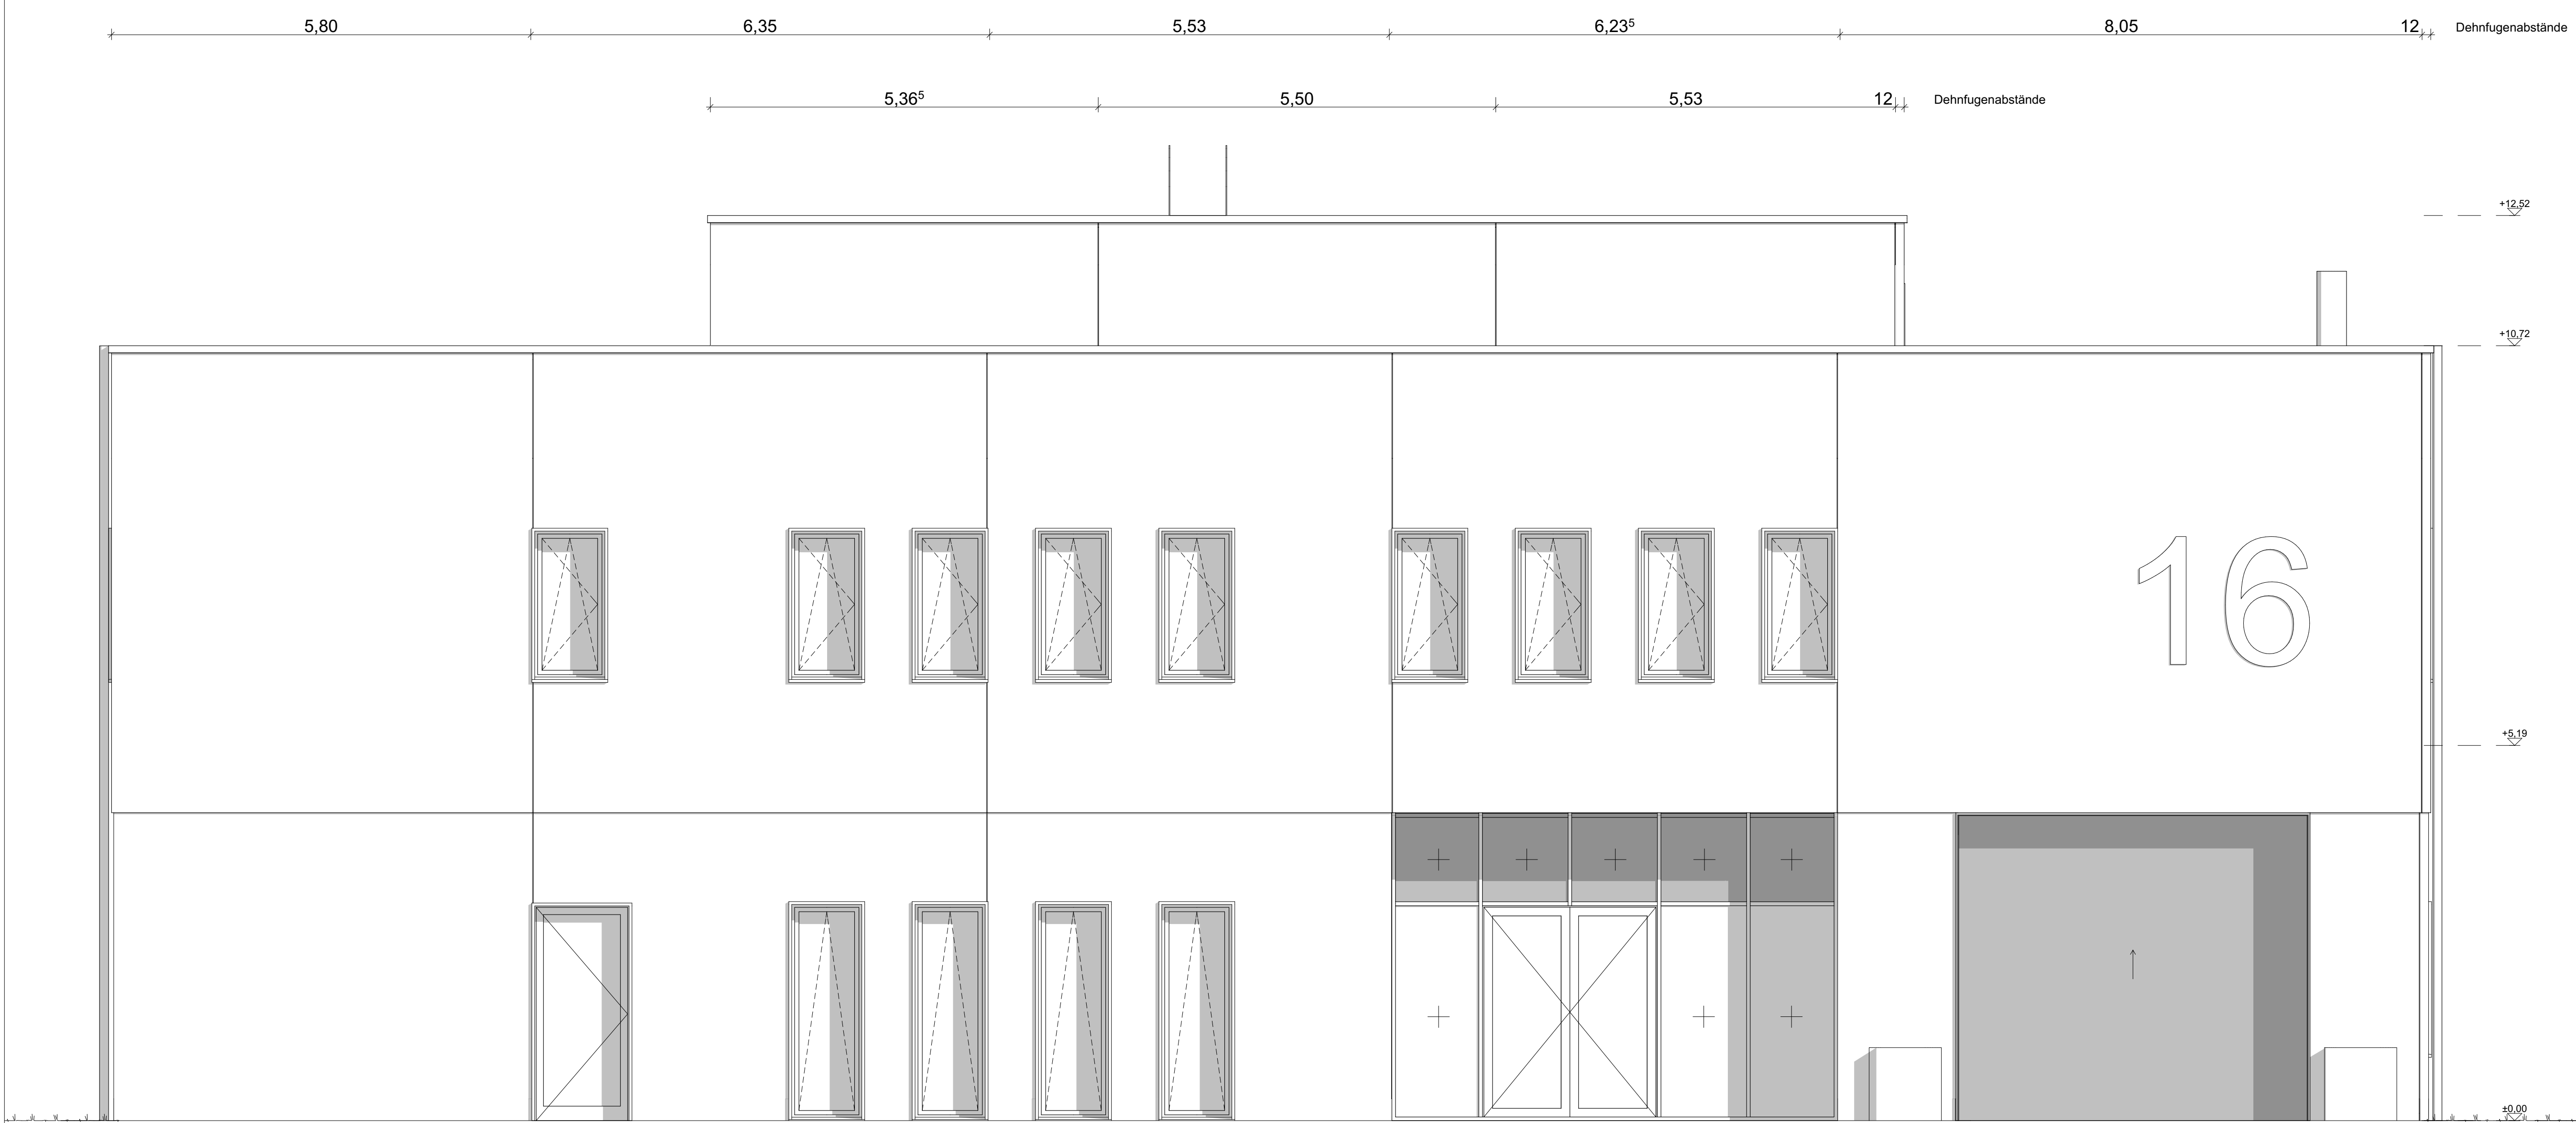 5,80 6,35 5,53 6,23⁵ 8,05 12 Dehnfugenabstände
5,36⁵ 5,50 5,53 12 Dehnfugenabstände
+12,52
+10,72
16
+5,19
±0,00